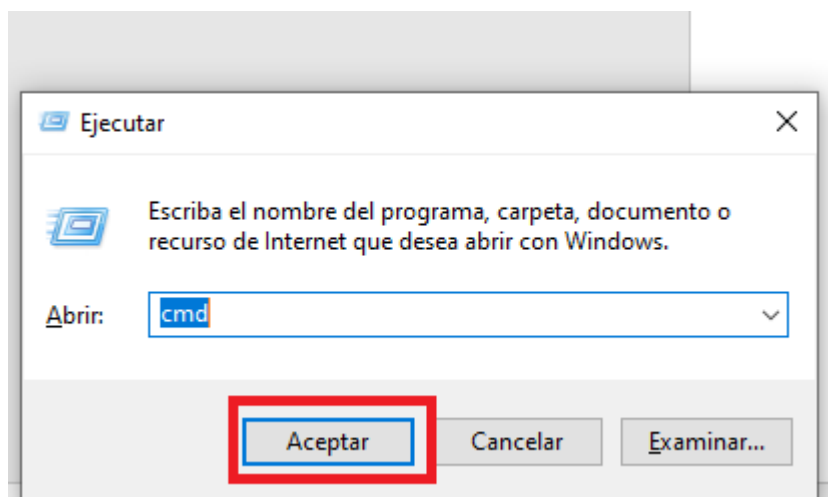 Ejecutar
Escriba el nombre del programa, carpeta, documento o
recurso de Internet que desea abrir con Windows.
Abrir: cmd
Aceptar Cancelar Examinar...